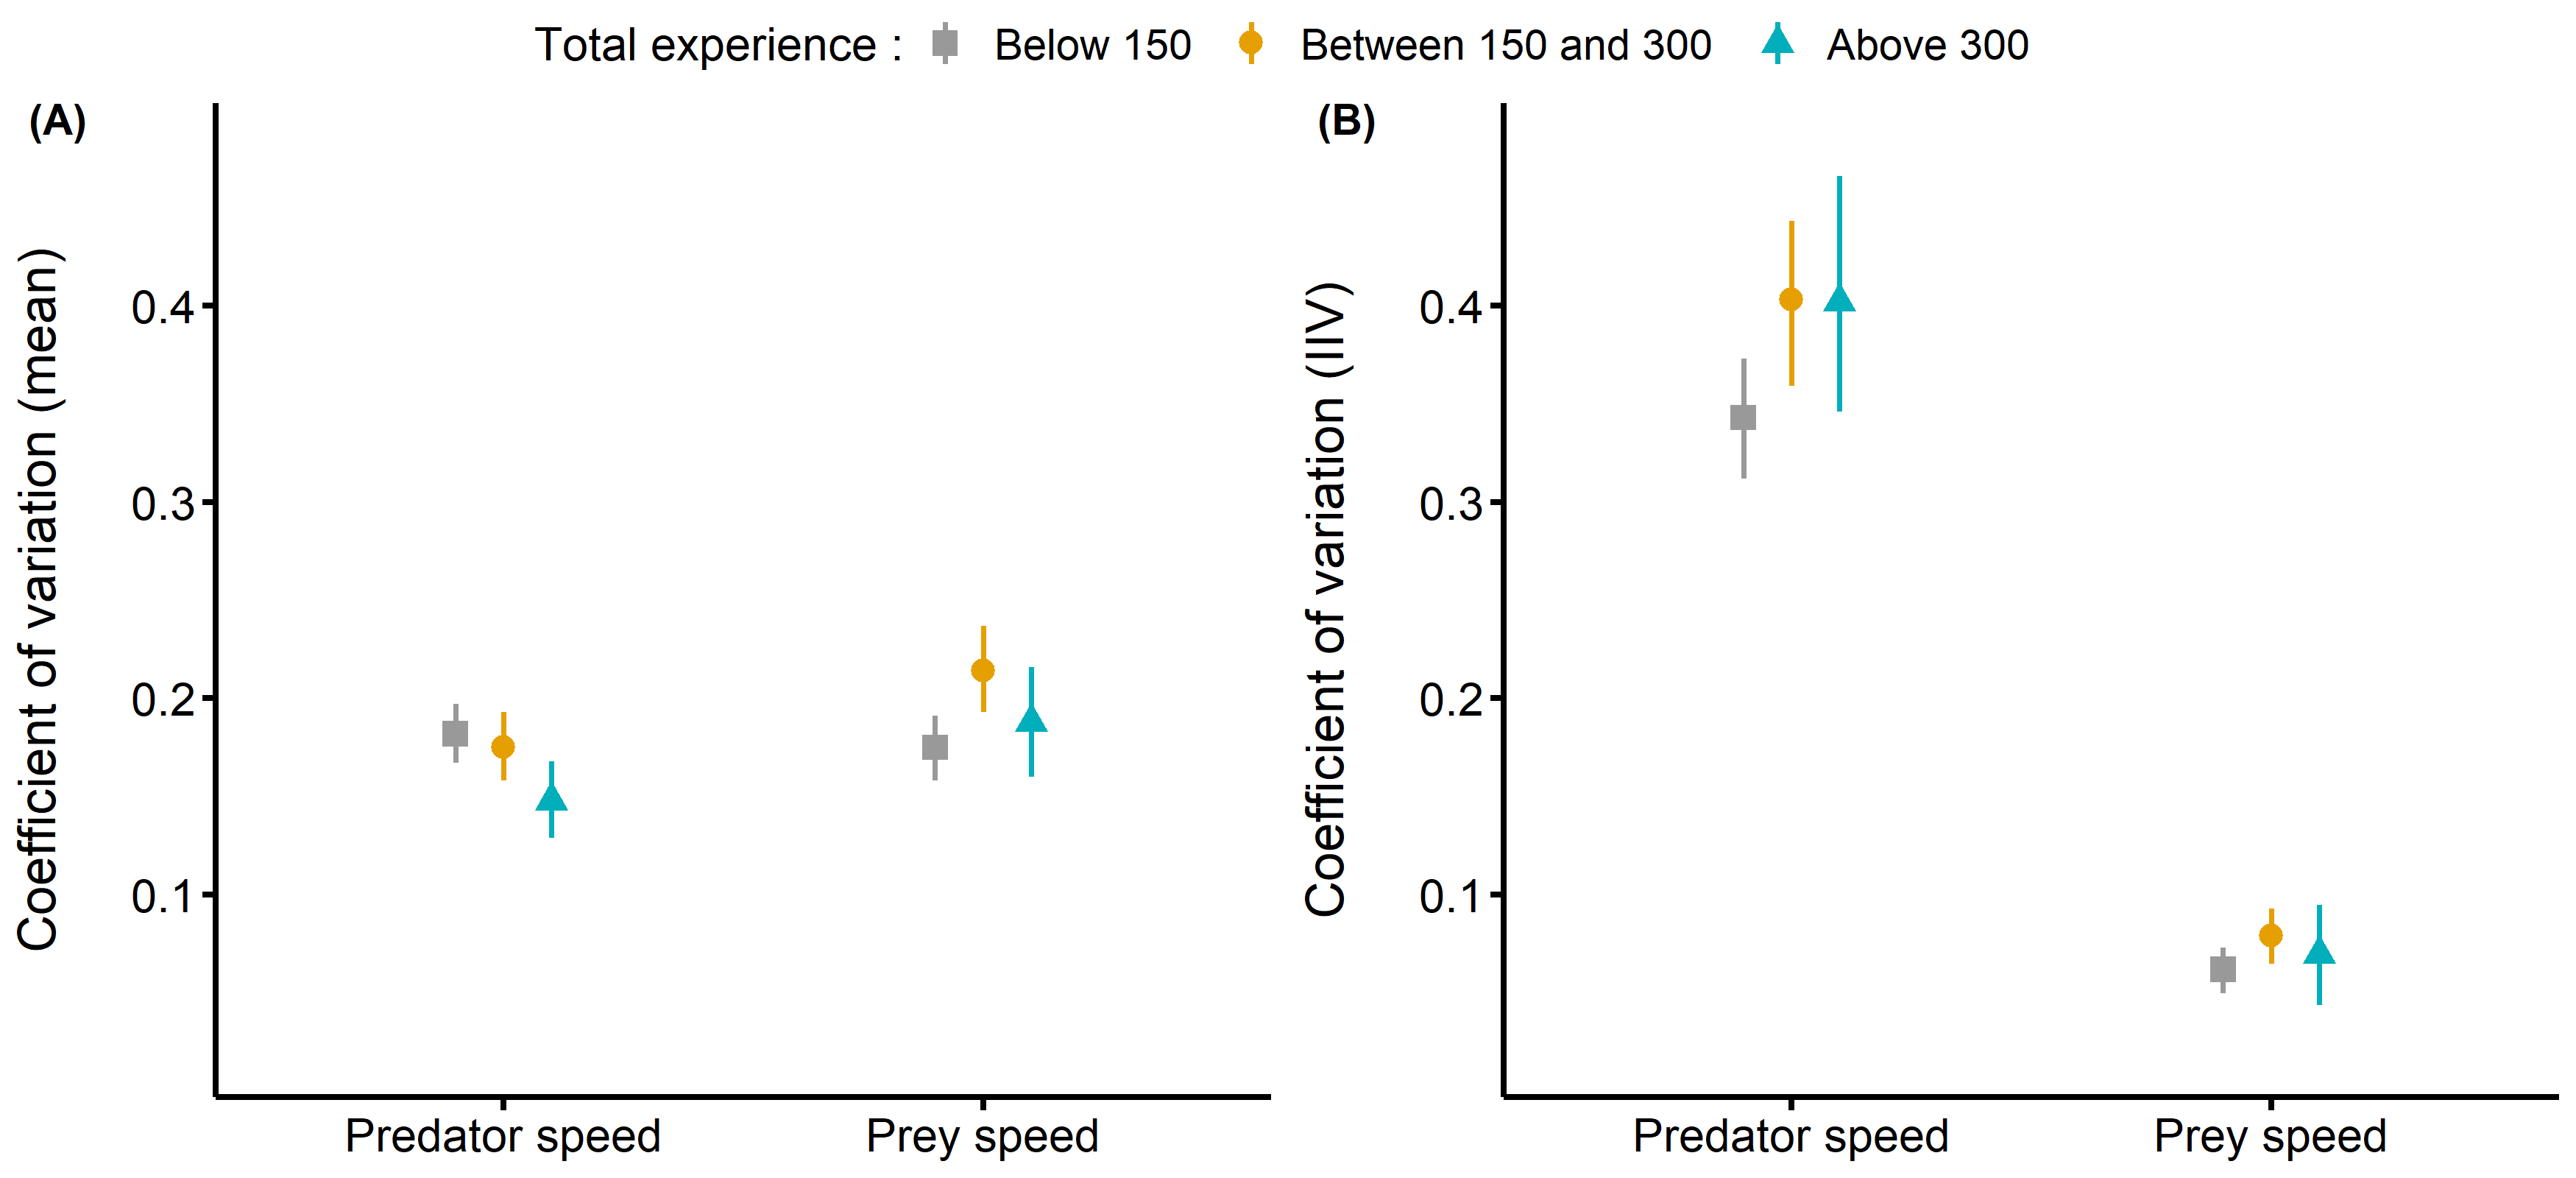 Total experience : Below 150 Between 150 and 300 Above 300
(A)
Coefficient of variation (mean)
0.4
0.3
0.2
0.1
Predator speed Prey speed
(B)
Coefficient of variation (IIV)
0.4
0.3
0.2
0.1
Predator speed Prey speed